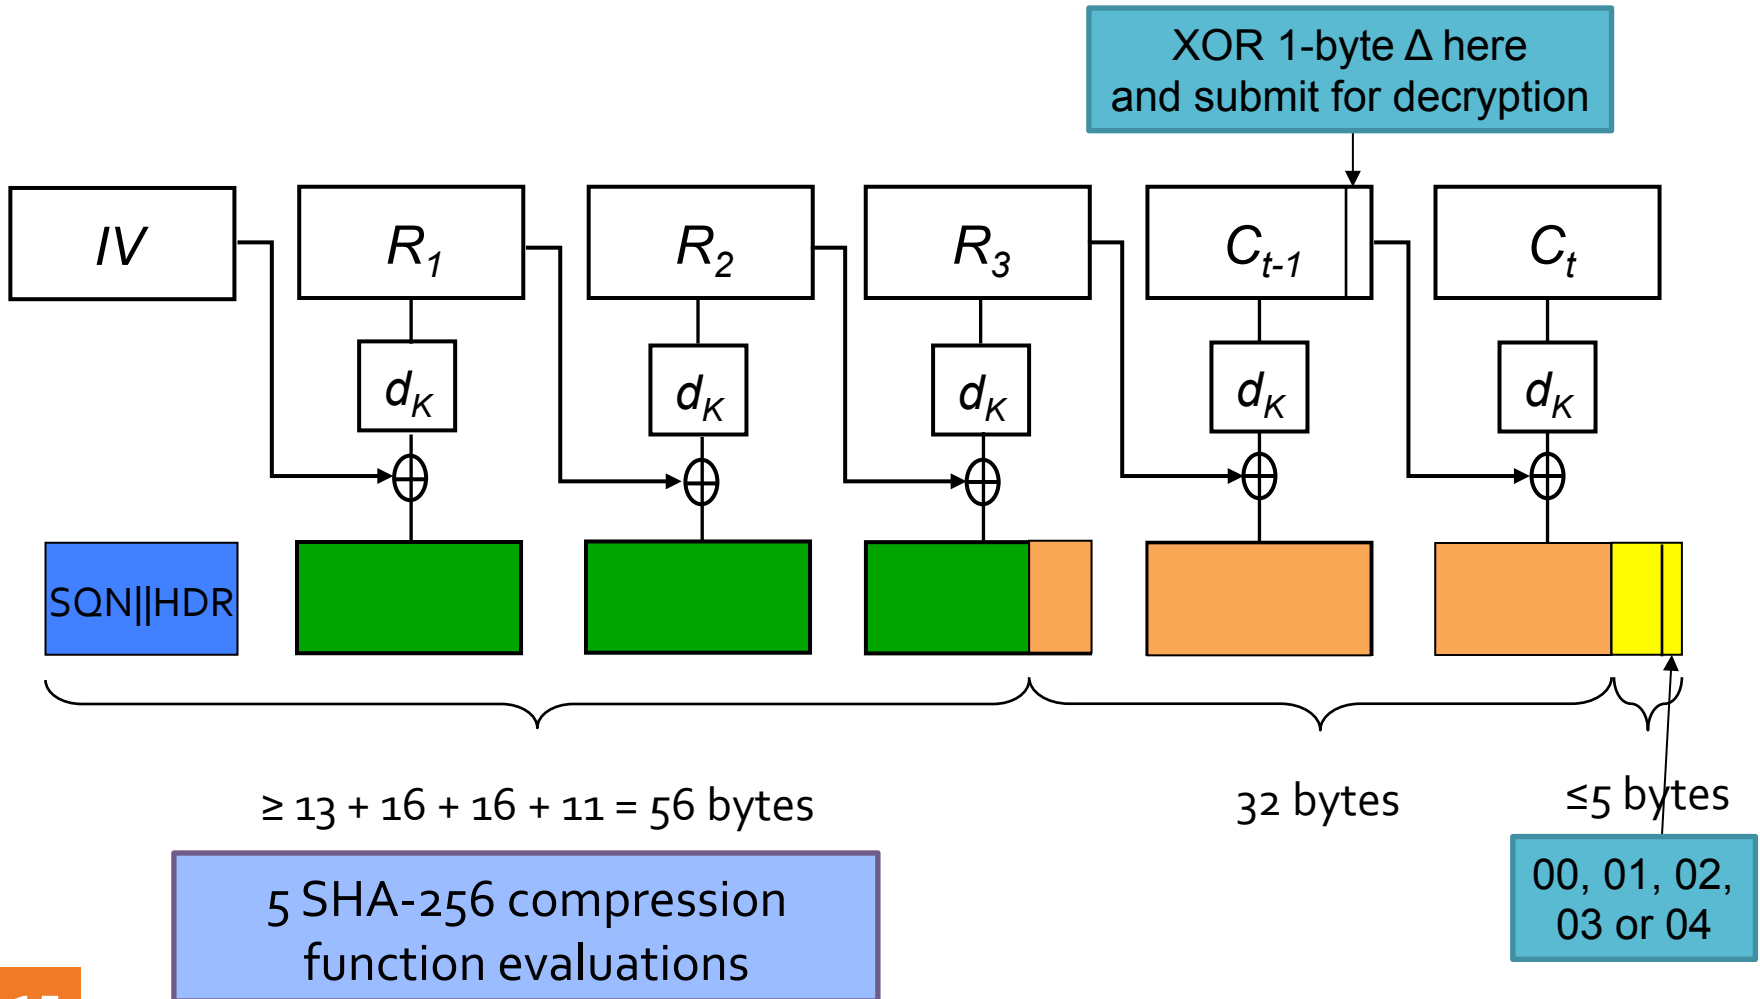 XOR 1-byte Δ here
and submit for decryption
IV
R1
R2
R3
Ct-1
Ct
dK
dK
dK
dK
dK
SQN||HDR
≥ 13 + 16 + 16 + 11 = 56 bytes
32 bytes
≤5 bytes
5 SHA-256 compression
function evaluations
00, 01, 02,
03 or 04